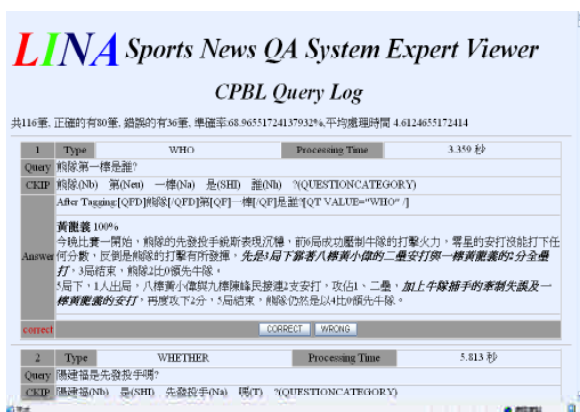 LINA Sports News QA System Expert Viewer
CPBL Query Log
共116筆, 正確的有80筆, 錯誤的有36筆, 準確率:68.9655172413793２%,平均處理時間 4.6124655172414
1 Type WHO Processing Time 3.359 秒
Query 熊隊第一棒是誰?
CKIP 熊隊(Nb) 第(Neu) 一棒(Na) 是(SHI) 誰(Nh) ?(QUESTIONCATEGORY)
After Tagging:[QFD]熊隊[/QFD]第[QF]一棒[/QF]是誰?[QT VALUE="WHO" /]
黃龍義 100%
今晚比賽一開始,熊隊的先發投手銳斯表現沉穩,前6局成功壓制牛隊的打擊火力,零星的安打沒能打下任
Answer 何分數,反倒是熊隊的打擊有所發揮,先是3局下靠著八棒黃小偉的二壘安打與一棒黃龍義的2分全壘
打,3局結束,熊隊2比0領先牛隊。
5局下,1人出局,八棒黃小偉與九棒陳峰民接連2支安打,攻佔1、二壘,加上牛隊捕手的牽制失誤及一
棒黃龍義的安打,再度攻下2分,5局結束,熊隊仍然是以4比0領先牛隊。
correct CORRECT WRONG
2 Type WHETHER Processing Time 5.813 秒
Query 陽建福是先發投手嗎?
CKIP 陽建福(Nb) 是(SHI) 先發投手(Na) 嗎(T) ?(QUESTIONCATEGORY)